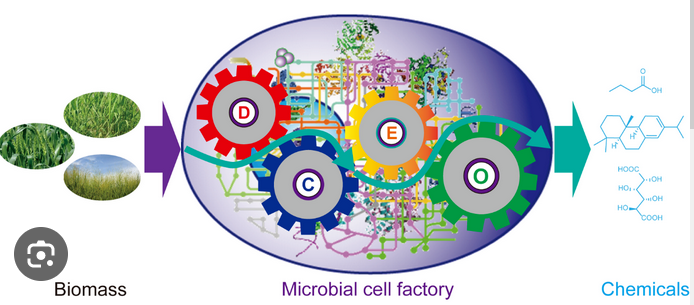 D
E
C
O
OH
H
H
HOOC
OH
HO
OH
HO
COOH
O
Biomass
Microbial cell factory
Chemicals